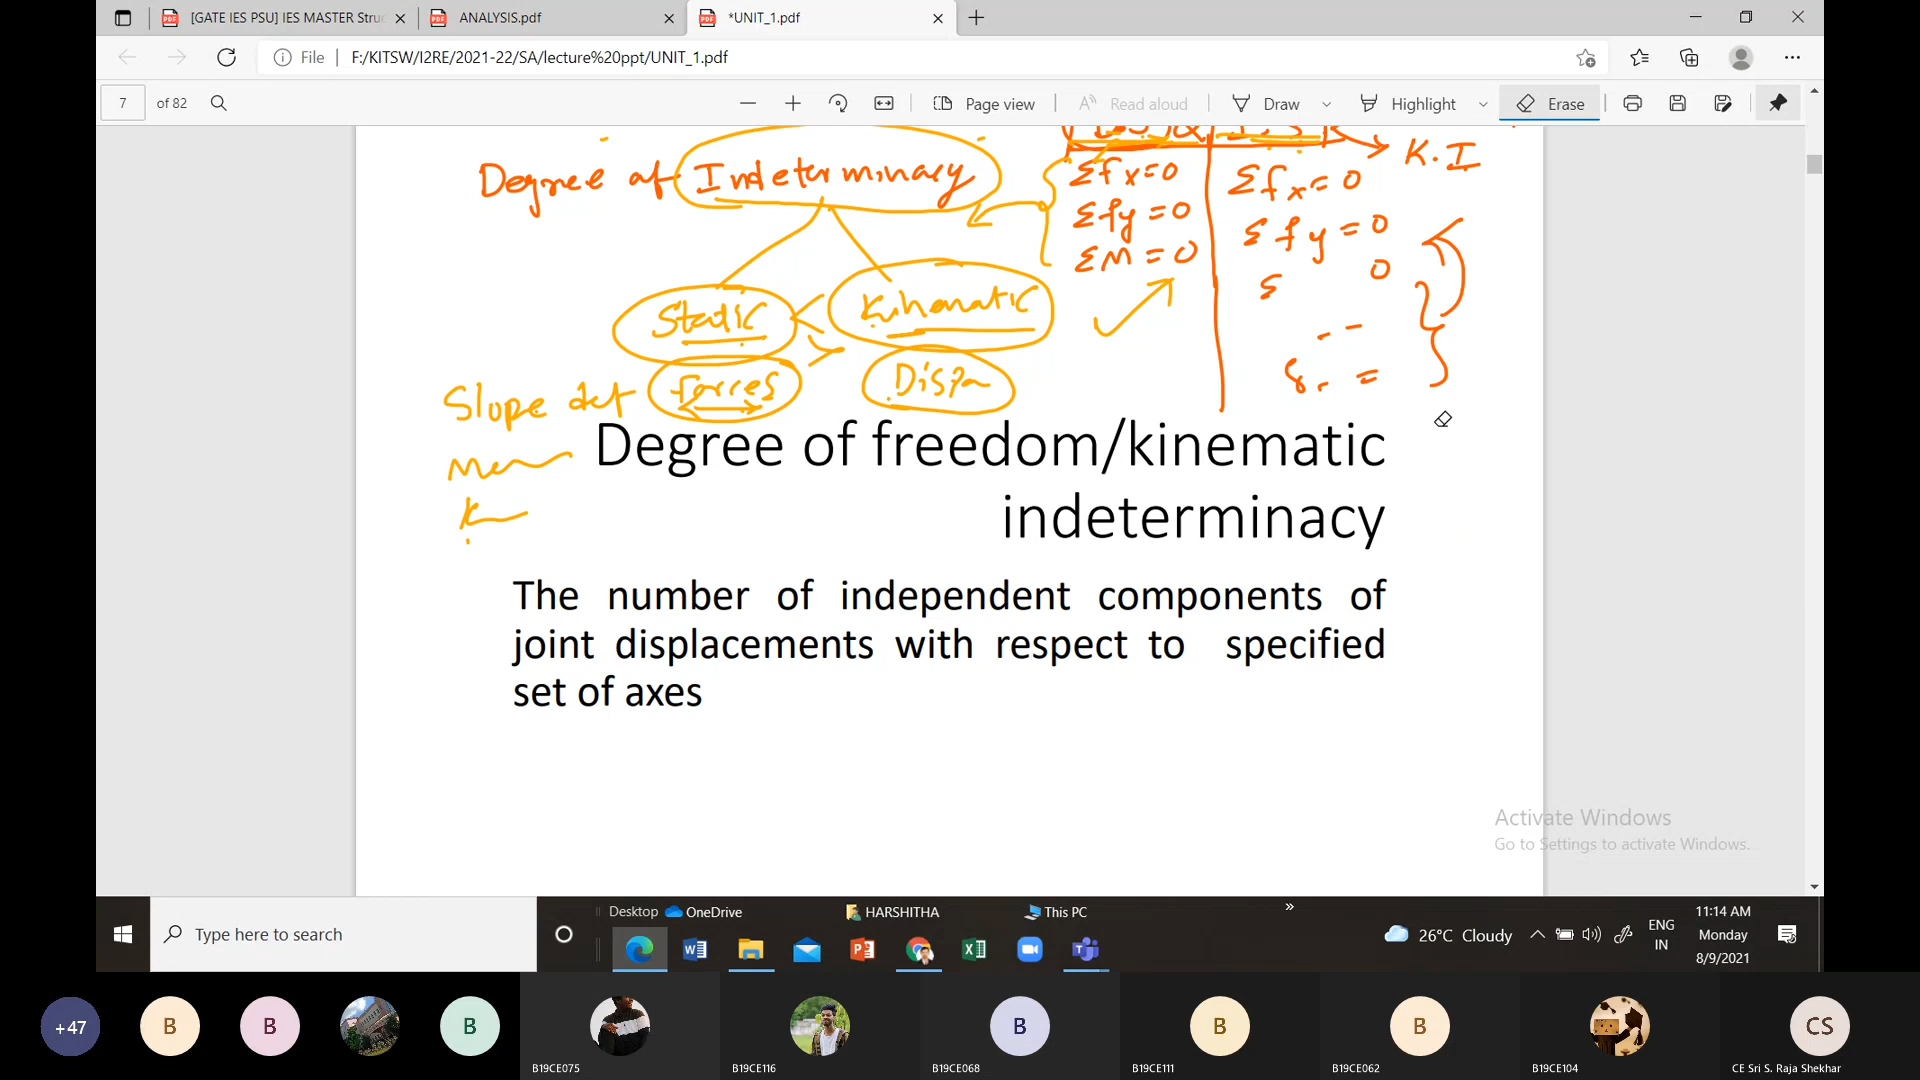 [GATE IES PSU] IES MASTER Stru
ANALYSIS.pdf
*UNIT_1.pdf
File
F:/KITSW/I2RE/2021-22/SA/lecture%20ppt/UNIT_1.pdf
7 of 82
Page view
Read aloud
Draw
Highlight
Erase
K.I
Degree of Indeterminacy
Σfx=0
Σfy=0
ΣM=0
Σfx=0
Σfy=0
Σ 0
Static
Kinematic
forces
Displ
Slope def
Degree of freedom/kinematic
indeterminacy
The number of independent components of
joint displacements with respect to specified
set of axes
Activate Windows
Go to Settings to activate Windows.
Type here to search
Desktop
OneDrive
HARSHITHA
This PC
»
26°C Cloudy
ENG
IN
11:14 AM
Monday
8/9/2021
+47
B
B
B
B
B
B
CS
B19CE075
B19CE116
B19CE068
B19CE111
B19CE062
B19CE104
CE Sri S. Raja Shekhar